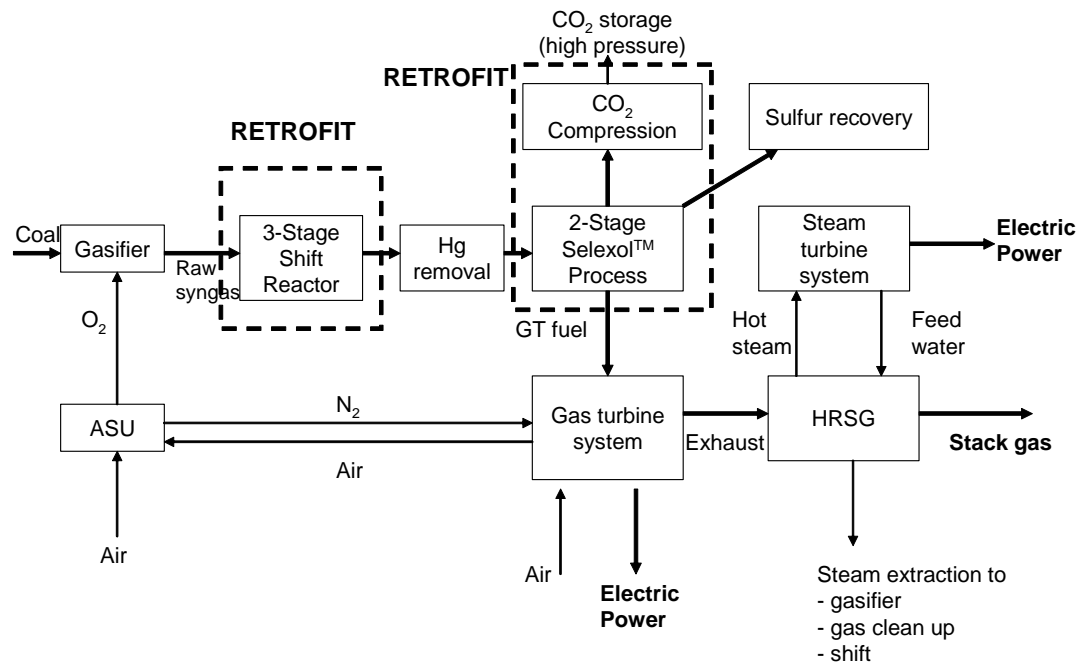 CO₂ storage
(high pressure)
RETROFIT
CO₂
Compression
Sulfur recovery
RETROFIT
Coal
Gasifier
Raw
syngas
3-Stage
Shift
Reactor
Hg
removal
2-Stage
Selexol™
Process
Steam
turbine
system
Electric
Power
O₂
GT fuel
Hot
steam
Feed
water
ASU
N₂
Air
Gas turbine
system
Exhaust
HRSG
Stack gas
Air
Air
Electric
Power
Steam extraction to
- gasifier
- gas clean up
- shift